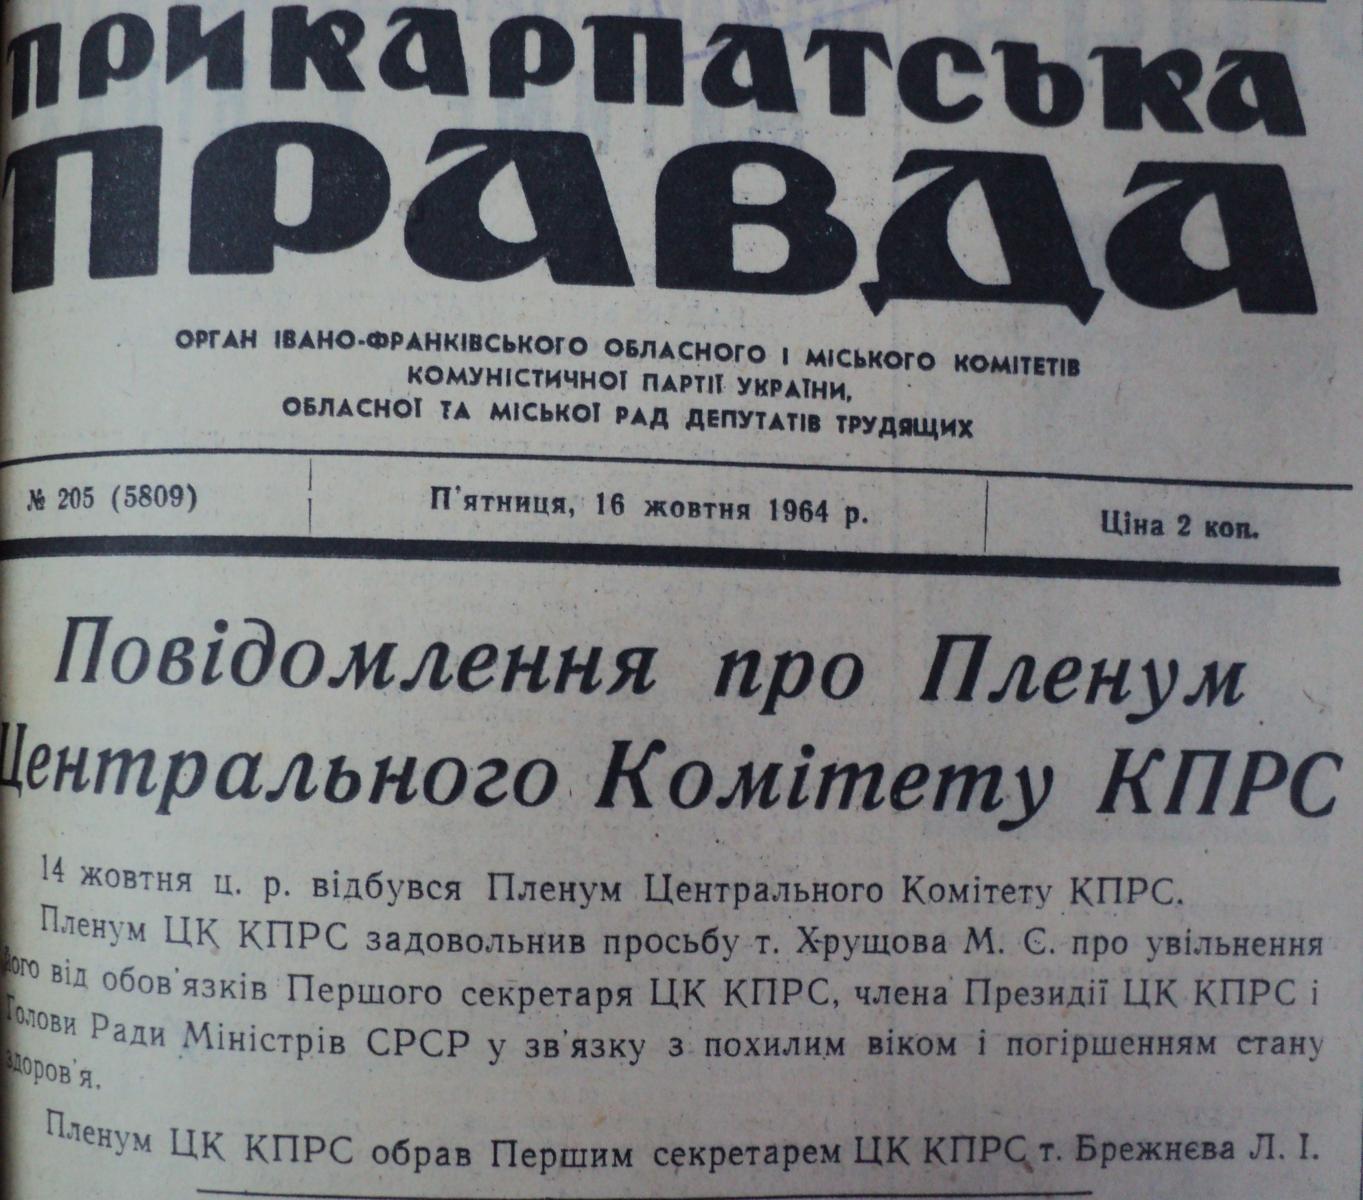 ПРИКАРПАТСЬКА
ПРАВДА
ОРГАН ІВАНО-ФРАНКІВСЬКОГО ОБЛАСНОГО І МІСЬКОГО КОМІТЕТІВ
КОМУНІСТИЧНОЇ ПАРТІЇ УКРАЇНИ,
ОБЛАСНОЇ ТА МІСЬКОЇ РАД ДЕПУТАТІВ ТРУДЯЩИХ
№ 205 (5809) П'ятниця, 16 жовтня 1964 р. Ціна 2 коп.
Повідомлення про Пленум
Центрального Комітету КПРС
14 жовтня ц. р. відбувся Пленум Центрального Комітету КПРС.
Пленум ЦК КПРС задовольнив просьбу т. Хрущова М. Є. про увільнення
його від обов'язків Першого секретаря ЦК КПРС, члена Президії ЦК КПРС і
Голови Ради Міністрів СРСР у зв'язку з похилим віком і погіршенням стану
здоров'я.
Пленум ЦК КПРС обрав Першим секретарем ЦК КПРС т. Брежнєва Л. І.